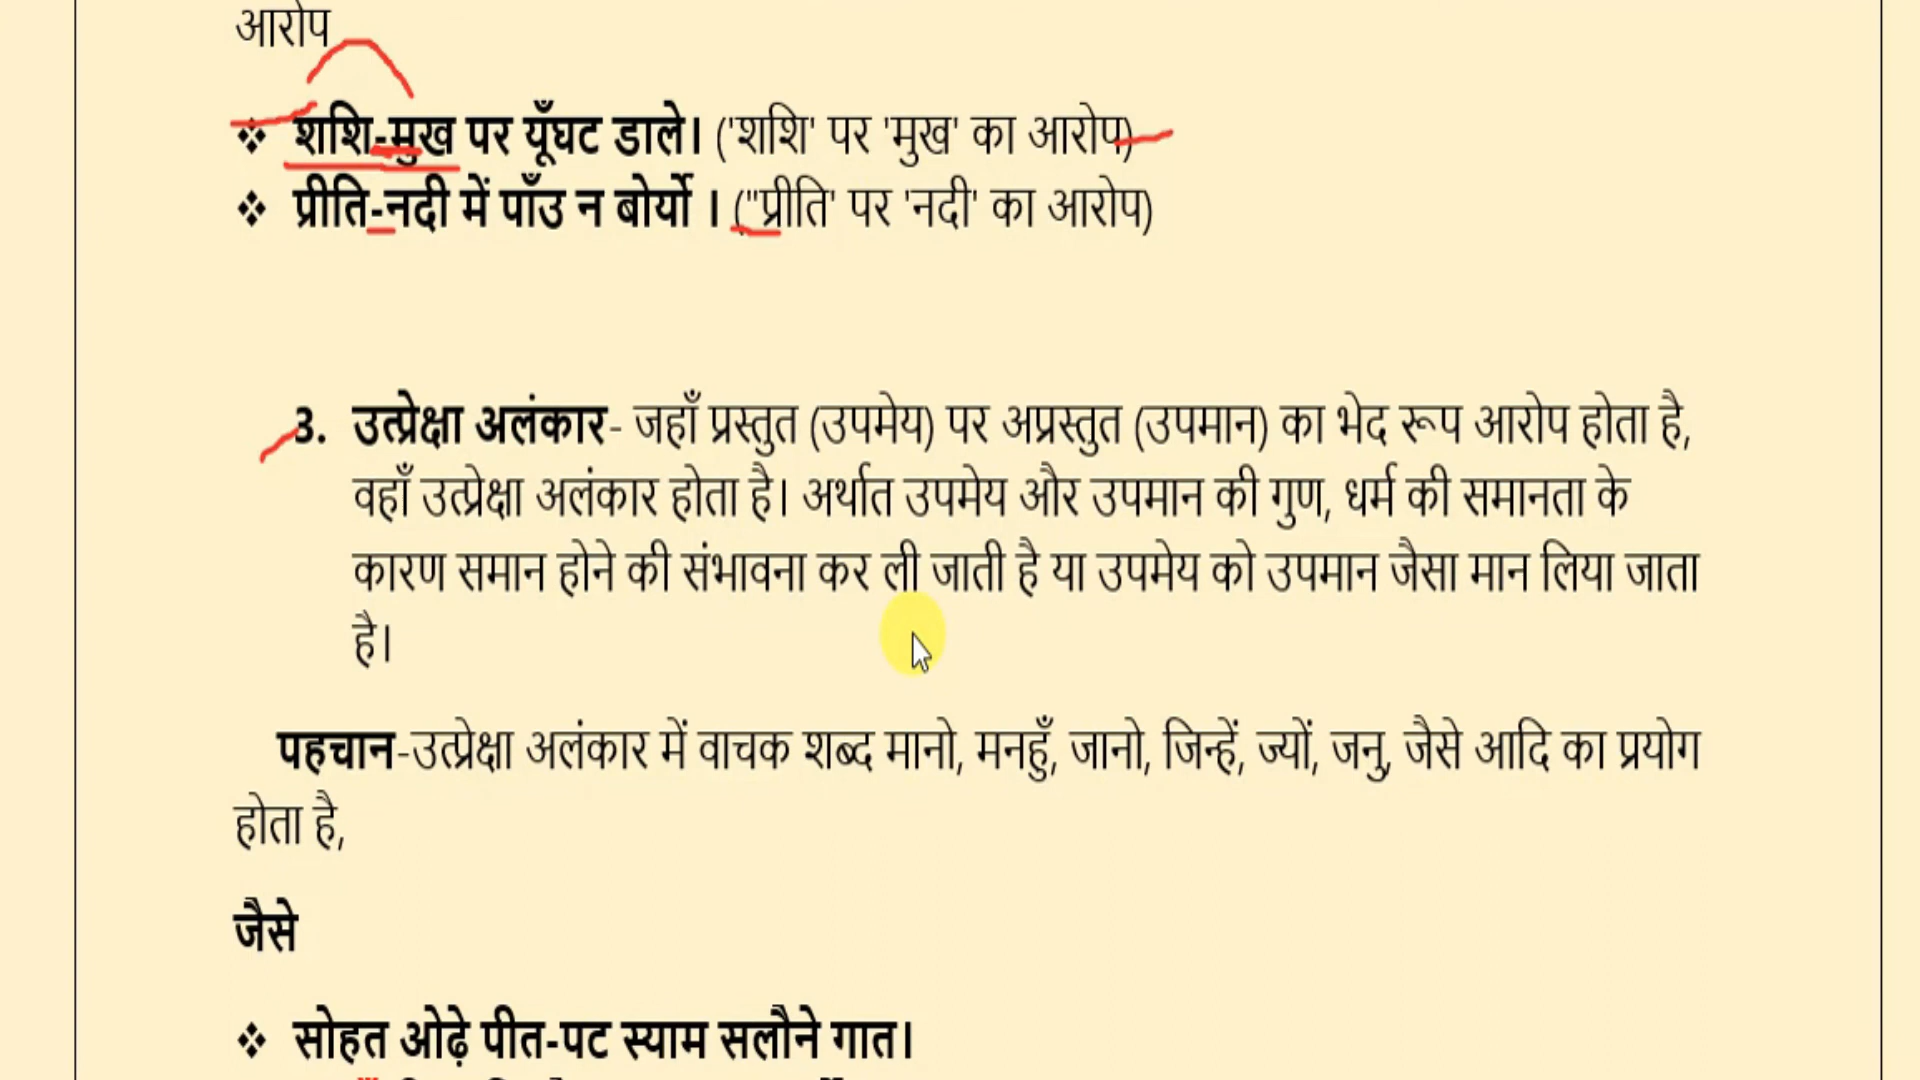 आरोप
❖ शशि-मुख पर यूँघट डाले। ('शशि' पर 'मुख' का आरोप)
❖ प्रीति-नदी में पाँउ न बोर्यो । ("प्रीति' पर 'नदी' का आरोप)
3. उत्प्रेक्षा अलंकार- जहाँ प्रस्तुत (उपमेय) पर अप्रस्तुत (उपमान) का भेद रूप आरोप होता है,
वहाँ उत्प्रेक्षा अलंकार होता है। अर्थात उपमेय और उपमान की गुण, धर्म की समानता के
कारण समान होने की संभावना कर ली जाती है या उपमेय को उपमान जैसा मान लिया जाता
है।
पहचान-उत्प्रेक्षा अलंकार में वाचक शब्द मानो, मनहुँ, जानो, जिन्हें, ज्यों, जनु, जैसे आदि का प्रयोग
होता है,
जैसे
❖ सोहत ओढ़े पीत-पट स्याम सलौने गात।